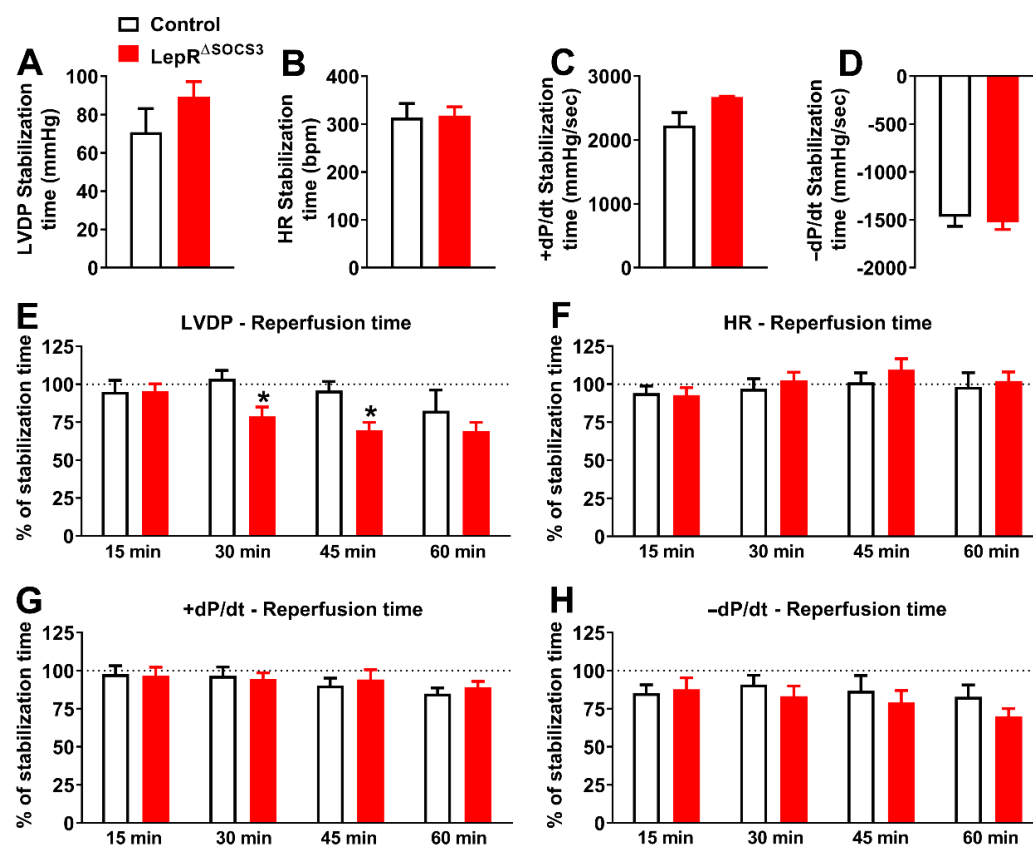 Control
LepRΔSOCS3
A
LVDP Stabilization
time (mmHg)
100
80
60
40
20
0
B
HR Stabilization
time (bpm)
400
300
200
100
0
C
+dP/dt Stabilization
time (mmHg/sec)
3000
2000
1000
0
D
–dP/dt Stabilization
time (mmHg/sec)
0
-500
-1000
-1500
-2000
E
LVDP - Reperfusion time
% of stabilization time
125
100
75
50
25
0
*
*
15 min 30 min 45 min 60 min
F
HR - Reperfusion time
% of stabilization time
125
100
75
50
25
0
15 min 30 min 45 min 60 min
G
+dP/dt - Reperfusion time
% of stabilization time
125
100
75
50
25
0
15 min 30 min 45 min 60 min
H
–dP/dt - Reperfusion time
% of stabilization time
125
100
75
50
25
0
15 min 30 min 45 min 60 min